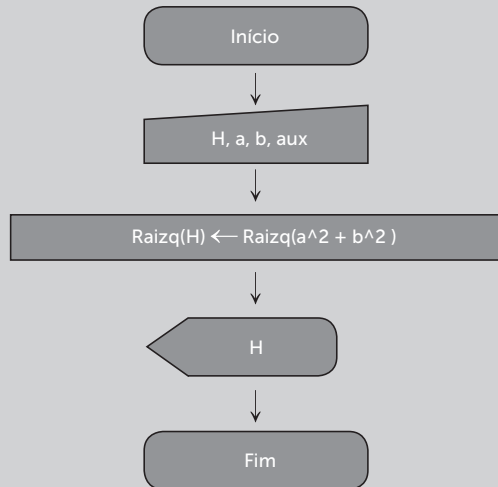 Início
H, a, b, aux
Raizq(H) ← Raizq(a^2 + b^2 )
H
Fim